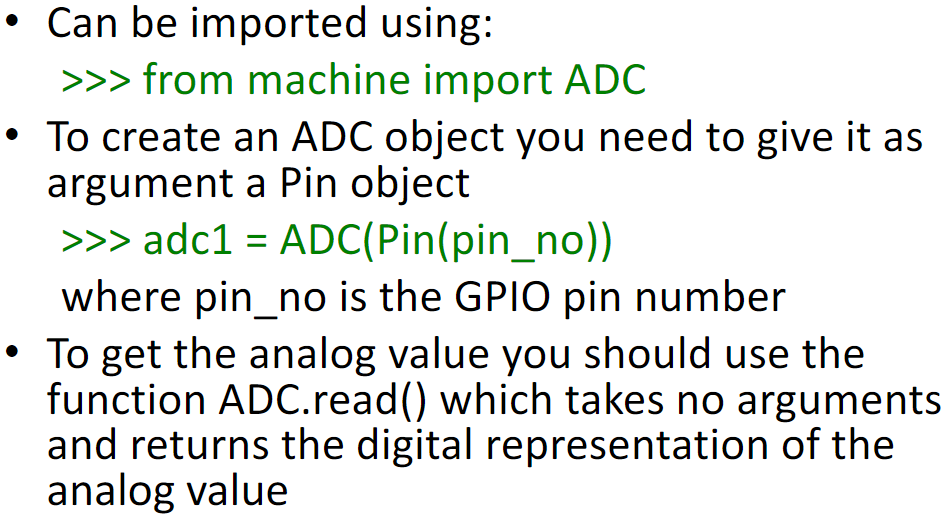 • Can be imported using:
>>> from machine import ADC
• To create an ADC object you need to give it as
argument a Pin object
>>> adc1 = ADC(Pin(pin_no))
where pin_no is the GPIO pin number
• To get the analog value you should use the
function ADC.read() which takes no arguments
and returns the digital representation of the
analog value